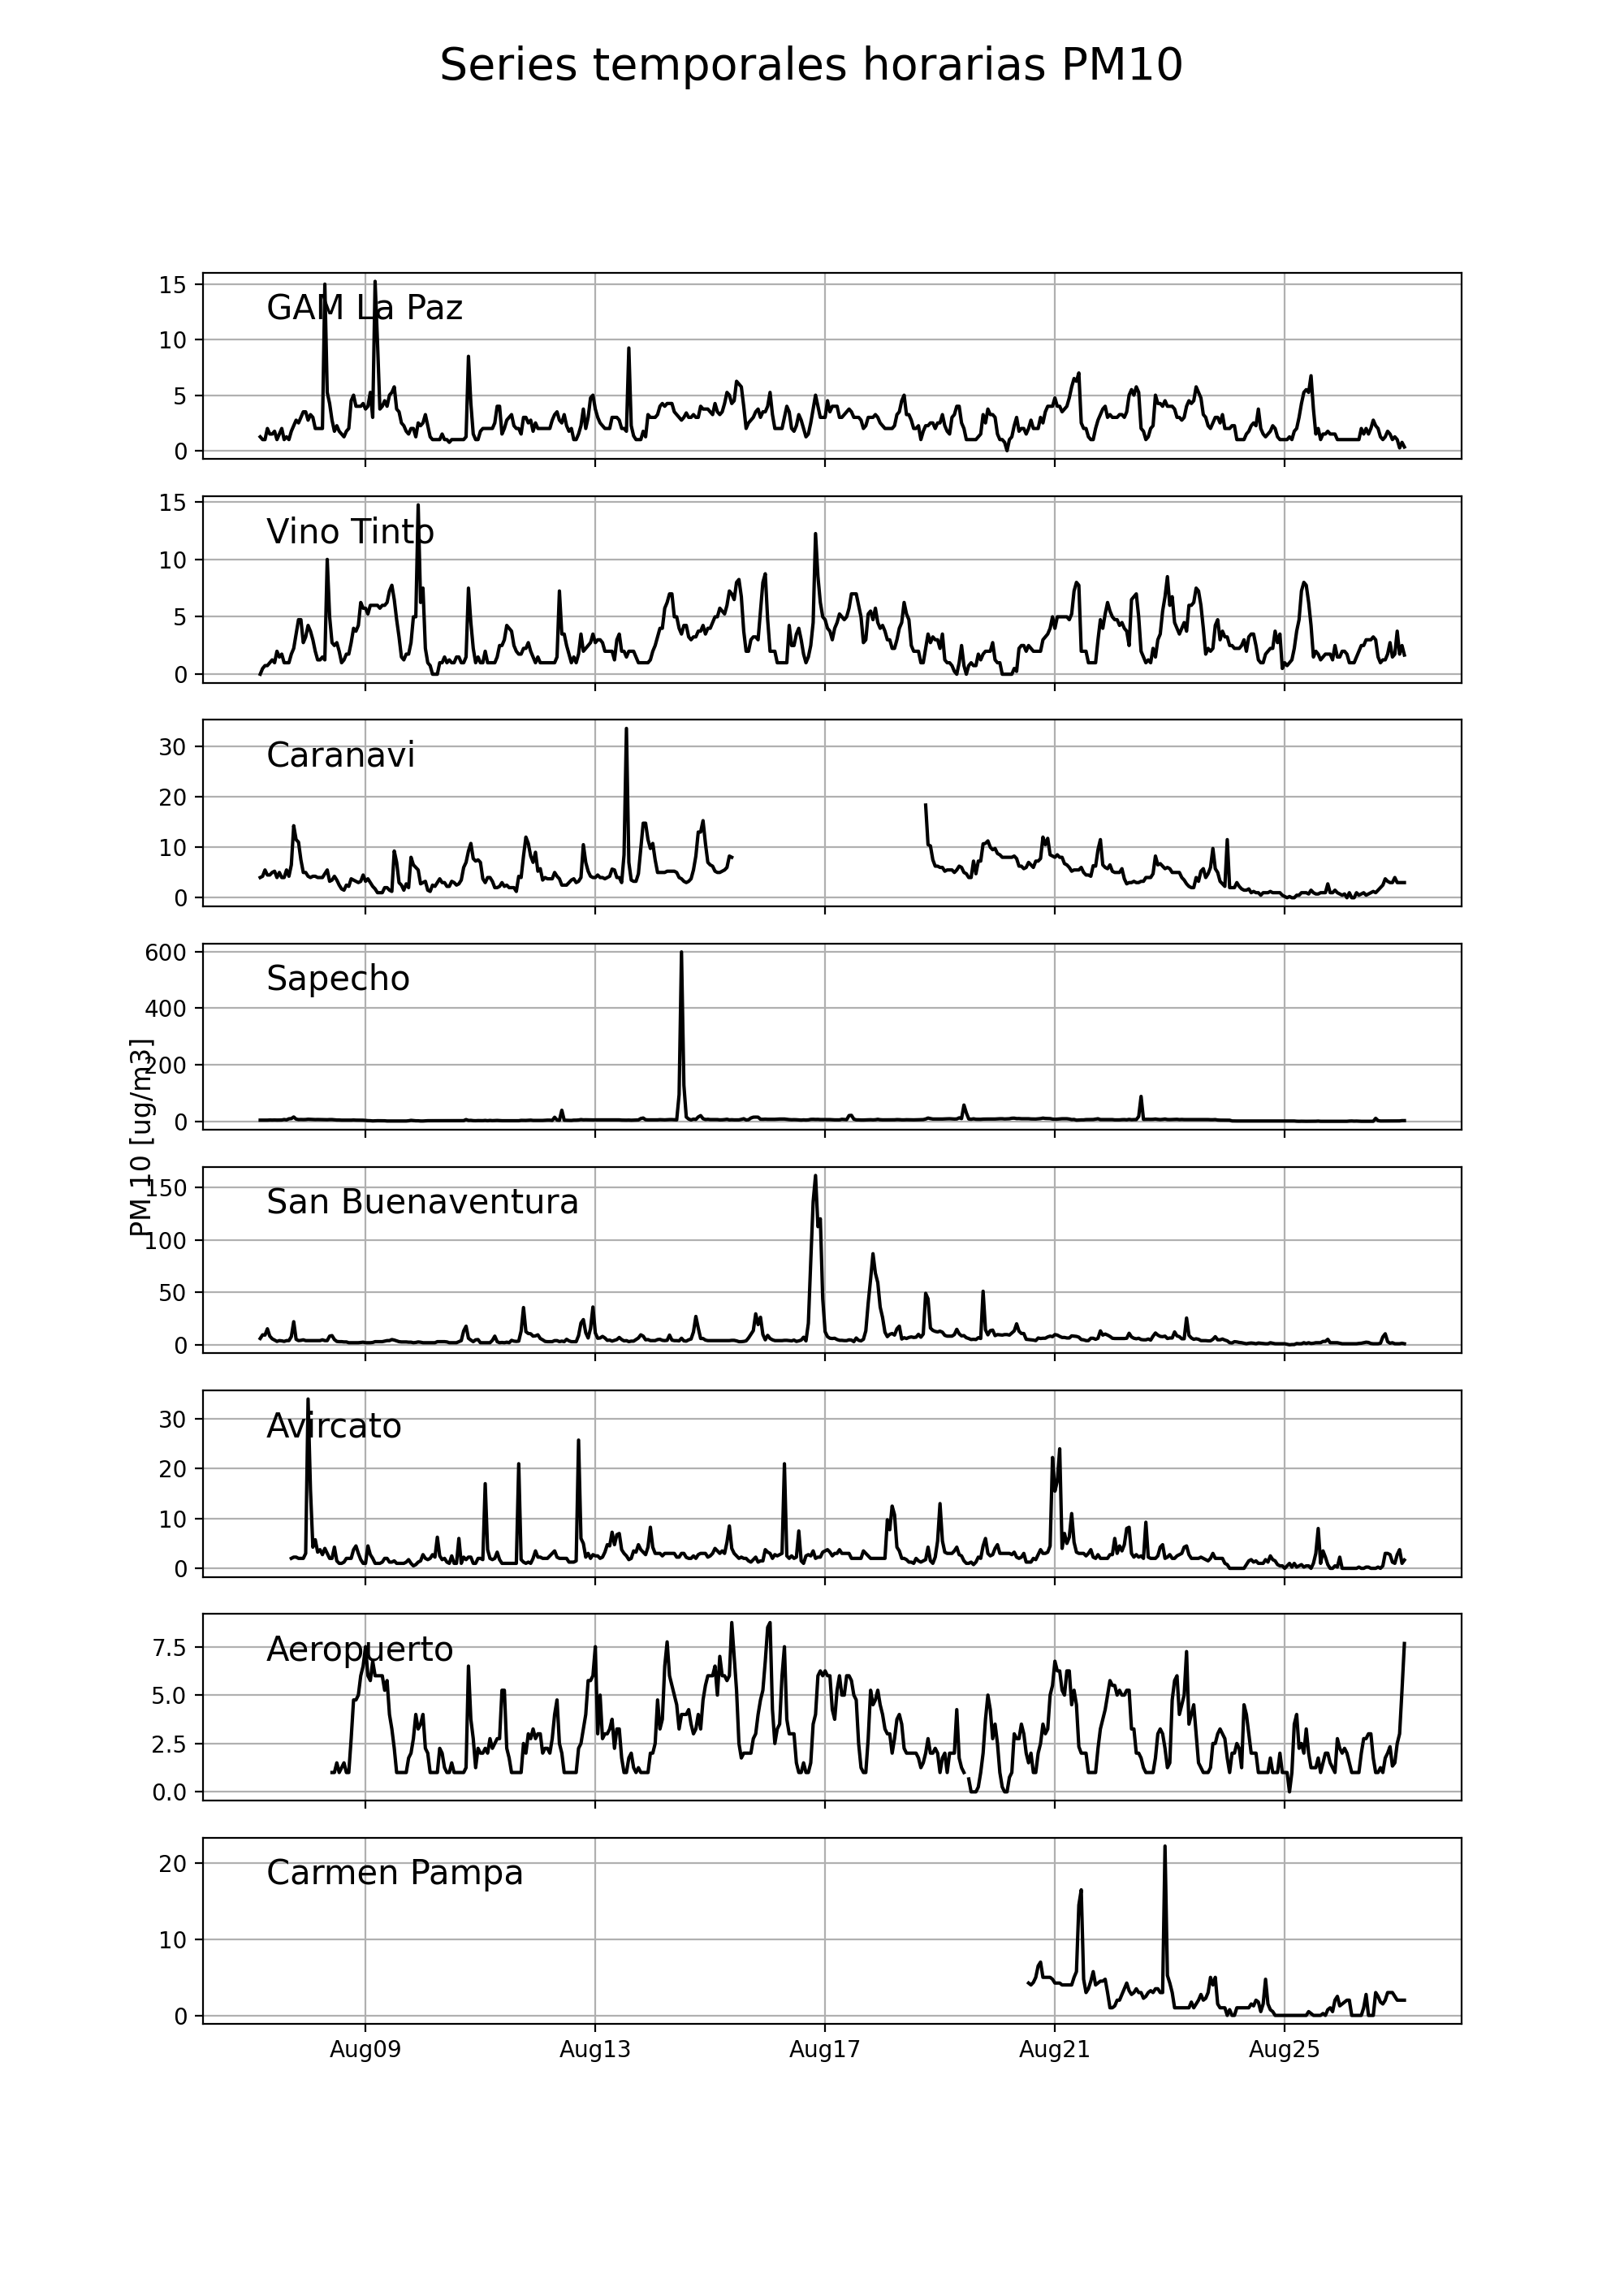 Series temporales horarias PM10
GAM La Paz
15
10
5
0
Vino Tinto
15
10
5
0
Caranavi
30
20
10
0
Sapecho
600
400
200
0
PM 10 [ug/m3]
San Buenaventura
150
100
50
0
Avircato
30
20
10
0
Aeropuerto
7.5
5.0
2.5
0.0
Carmen Pampa
20
10
0
Aug09 Aug13 Aug17 Aug21 Aug25